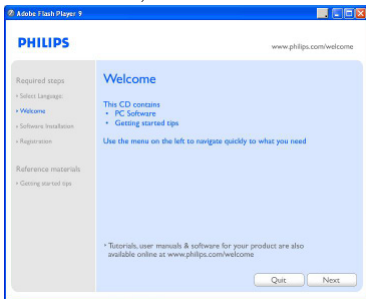 Adobe Flash Player 9
PHILIPS
www.philips.com/welcome
Required steps
• Select Language
• Welcome
• Software Installation
• Registration
Reference materials
• Getting started tips
Welcome
This CD contains
• PC Software
• Getting started tips
Use the menu on the left to navigate quickly to what you need
* Tutorials, user manuals & software for your product are also
available online at www.philips.com/welcome
Quit
Next